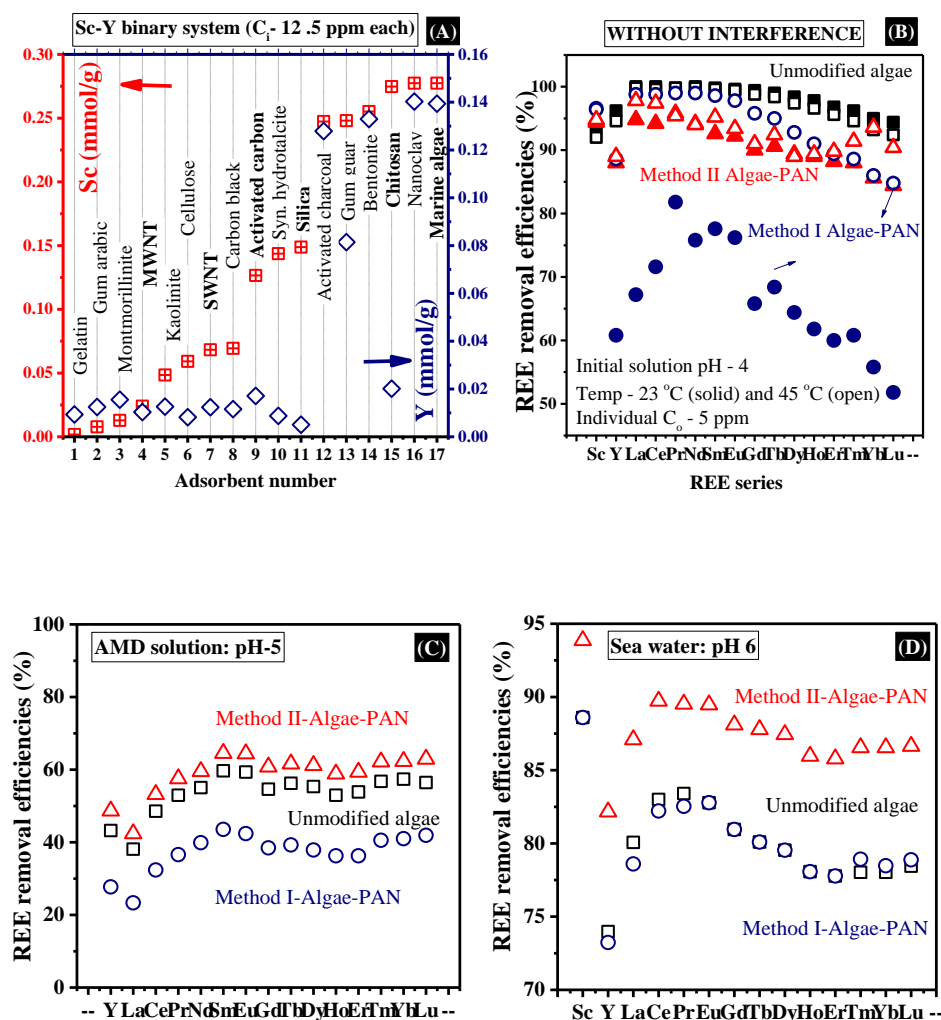 Sc-Y binary system (Ci- 12 .5 ppm each)
(A)
Sc (mmol/g)
0.30
0.25
0.20
0.15
0.10
0.05
0.00
Gelatin
Gum arabic
Montmorillinite
MWNT
Kaolinite
Cellulose
SWNT
Carbon black
Activated carbon
Syn. hydrotalcite
Silica
Activated charcoal
Gum guar
Bentonite
Chitosan
Nanoclay
Marine algae
Y (mmol/g)
0.16
0.14
0.12
0.10
0.08
0.06
0.04
0.02
0.00
1 2 3 4 5 6 7 8 9 10 11 12 13 14 15 16 17
Adsorbent number
WITHOUT INTERFERENCE
(B)
REE removal efficiencies (%)
100
90
80
70
60
50
Unmodified algae
Method II Algae-PAN
Method I Algae-PAN
Initial solution pH - 4
Temp - 23 °C (solid) and 45 °C (open)
Individual Co - 5 ppm
Sc Y La Ce Pr Nd Sm Eu Gd Tb Dy Ho Er Tm Yb Lu --
REE series
AMD solution: pH-5
(C)
REE removal efficiencies (%)
100
80
60
40
20
0
Method II-Algae-PAN
Unmodified algae
Method I-Algae-PAN
-- Y La Ce Pr Nd Sm Eu Gd Tb Dy Ho Er Tm Yb Lu --
Sea water: pH 6
(D)
REE removal efficiencies (%)
95
90
85
80
75
70
Method II-Algae-PAN
Unmodified algae
Method I-Algae-PAN
Sc Y La Ce Pr Eu Gd Tb Dy Ho Er Tm Yb Lu --